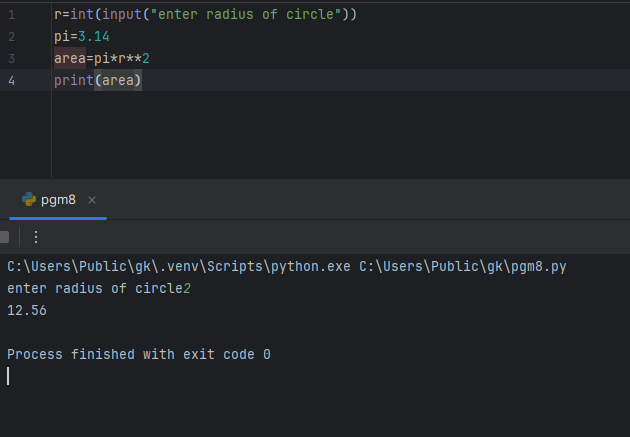 1 r=int(input("enter radius of circle"))
2 pi=3.14
3 area=pi*r**2
4 print(area)
pgm8 ×
C:\Users\Public\gk\.venv\Scripts\python.exe C:\Users\Public\gk\pgm8.py
enter radius of circle2
12.56
Process finished with exit code 0